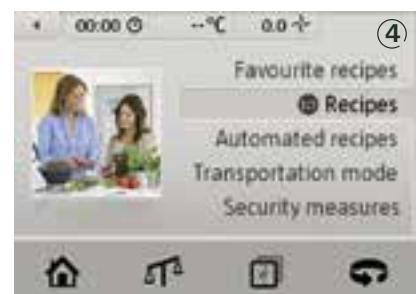 00:00 --°C 0.0 ④
Favourite recipes
Recipes
Automated recipes
Transportation mode
Security measures